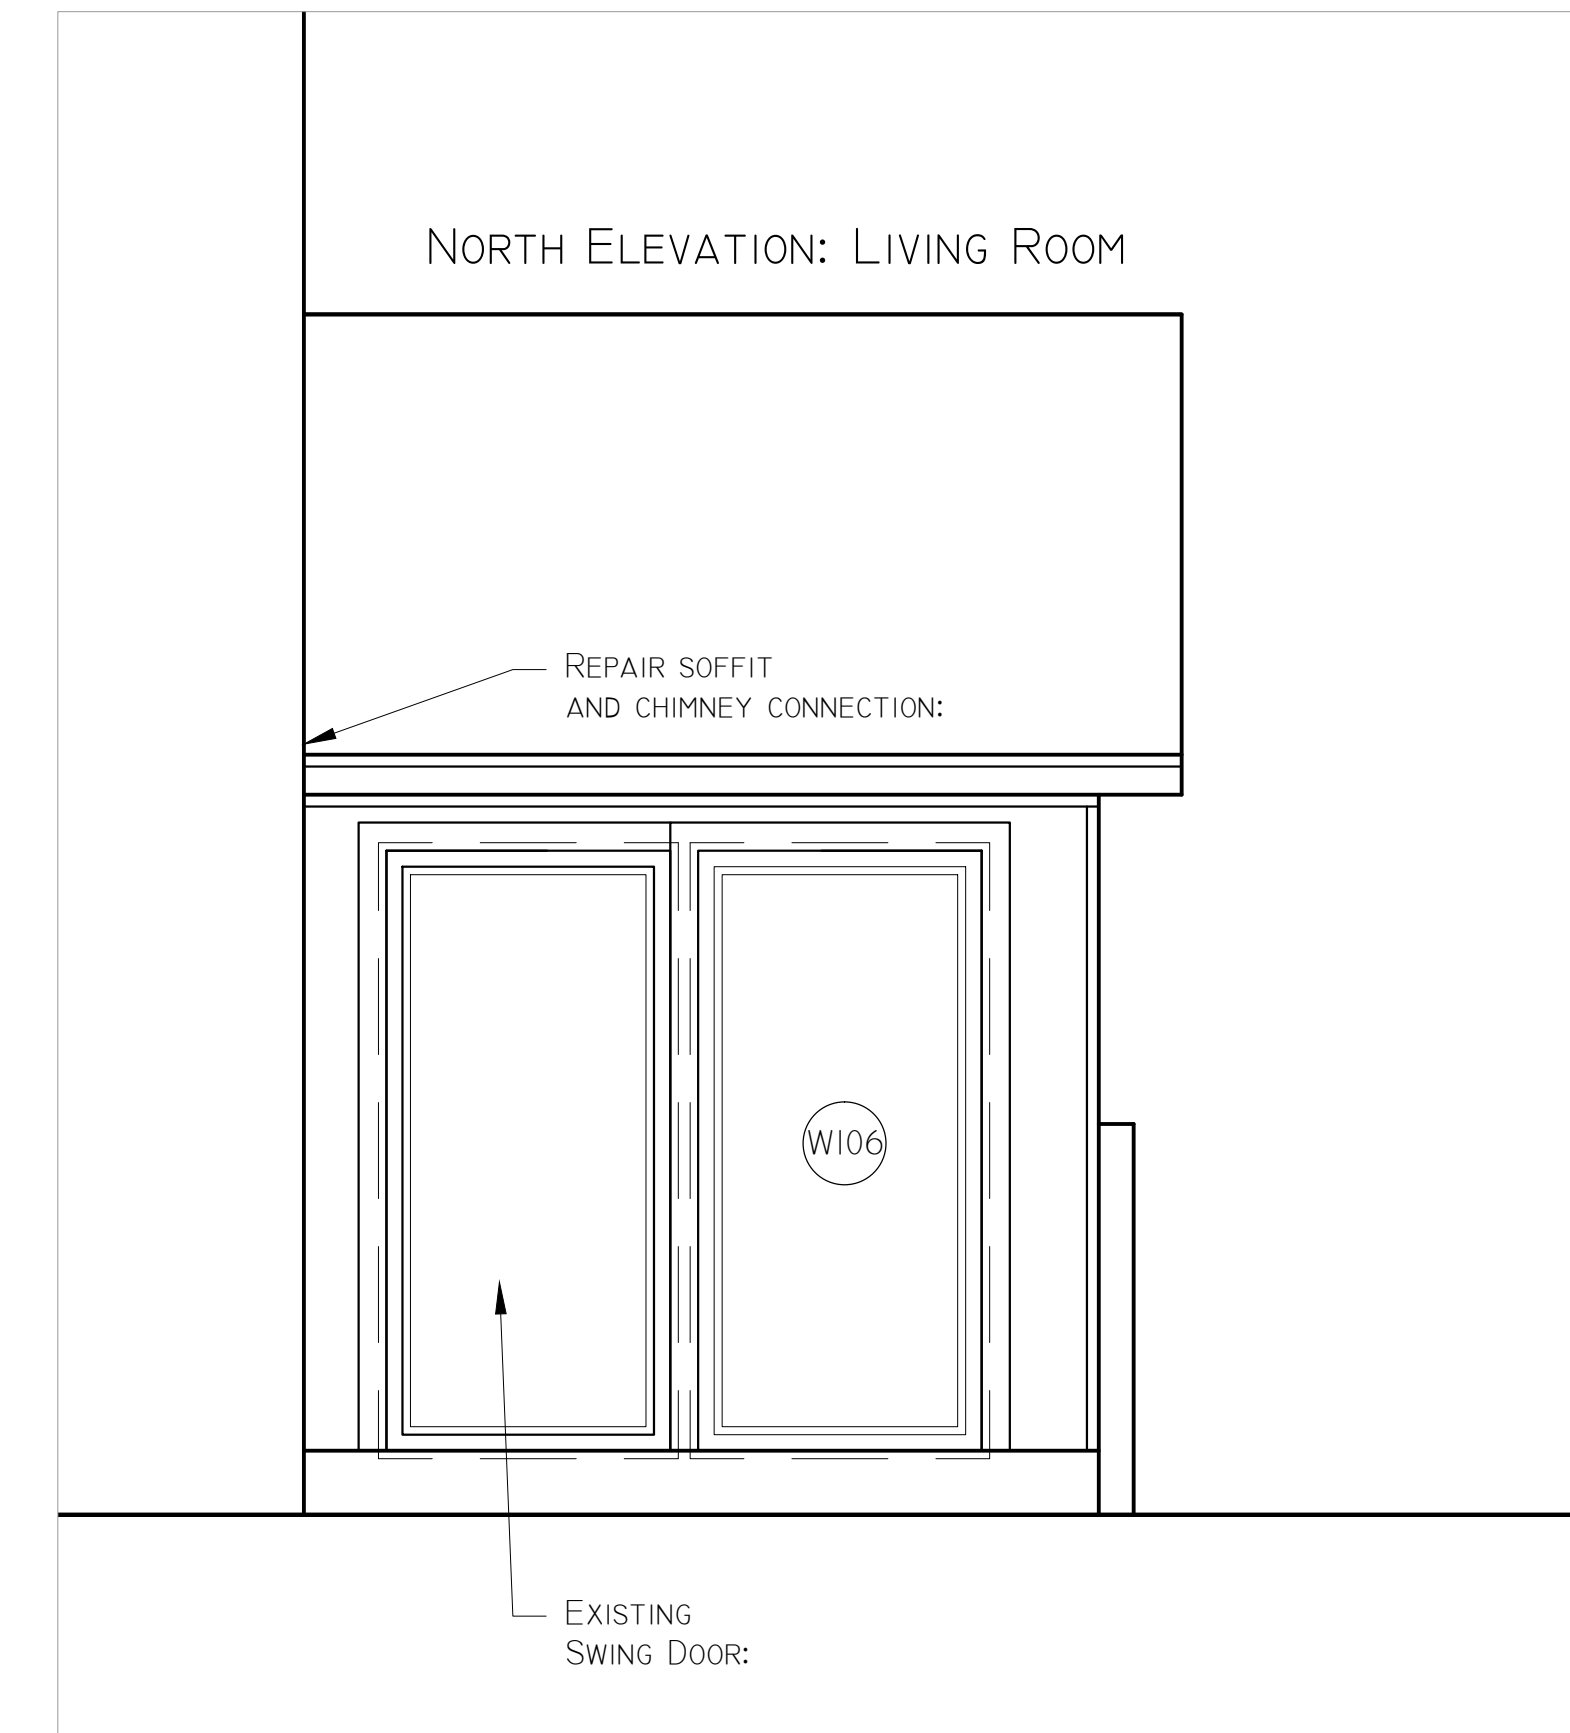 NORTH ELEVATION: LIVING ROOM
REPAIR SOFFIT
AND CHIMNEY CONNECTION:
W106
EXISTING
SWING DOOR: